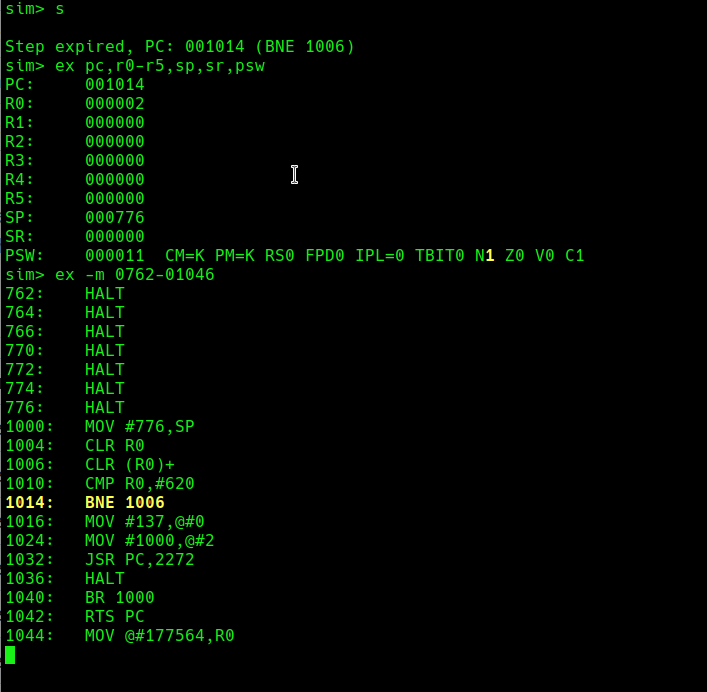 sim> s
Step expired, PC: 001014 (BNE 1006)
sim> ex pc,r0-r5,sp,sr,psw
PC:     001014
R0:     000002
R1:     000000
R2:     000000
R3:     000000
R4:     000000
R5:     000000
SP:     000776
SR:     000000
PSW:    000011  CM=K PM=K RS0 FPD0 IPL=0 TBIT0 N1 Z0 V0 C1
sim> ex -m 0762-01046
762:    HALT
764:    HALT
766:    HALT
770:    HALT
772:    HALT
774:    HALT
776:    HALT
1000:   MOV #776,SP
1004:   CLR R0
1006:   CLR (R0)+
1010:   CMP R0,#620
1014:   BNE 1006
1016:   MOV #137,@#0
1024:   MOV #1000,@#2
1032:   JSR PC,2272
1036:   HALT
1040:   BR 1000
1042:   RTS PC
1044:   MOV @#177564,R0